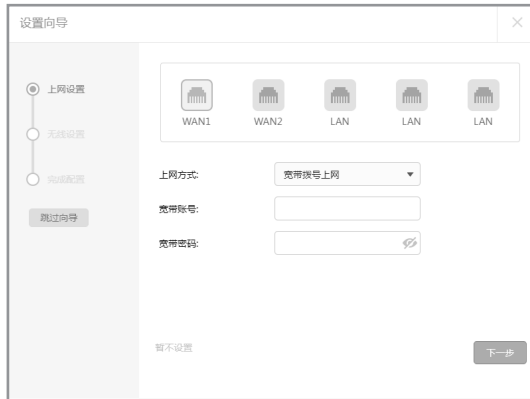 设置向导
上网设置
无线设置
完成配置
跳过向导
WAN1 WAN2 LAN LAN LAN
上网方式: 宽带拨号上网
宽带账号:
宽带密码:
暂不设置
下一步